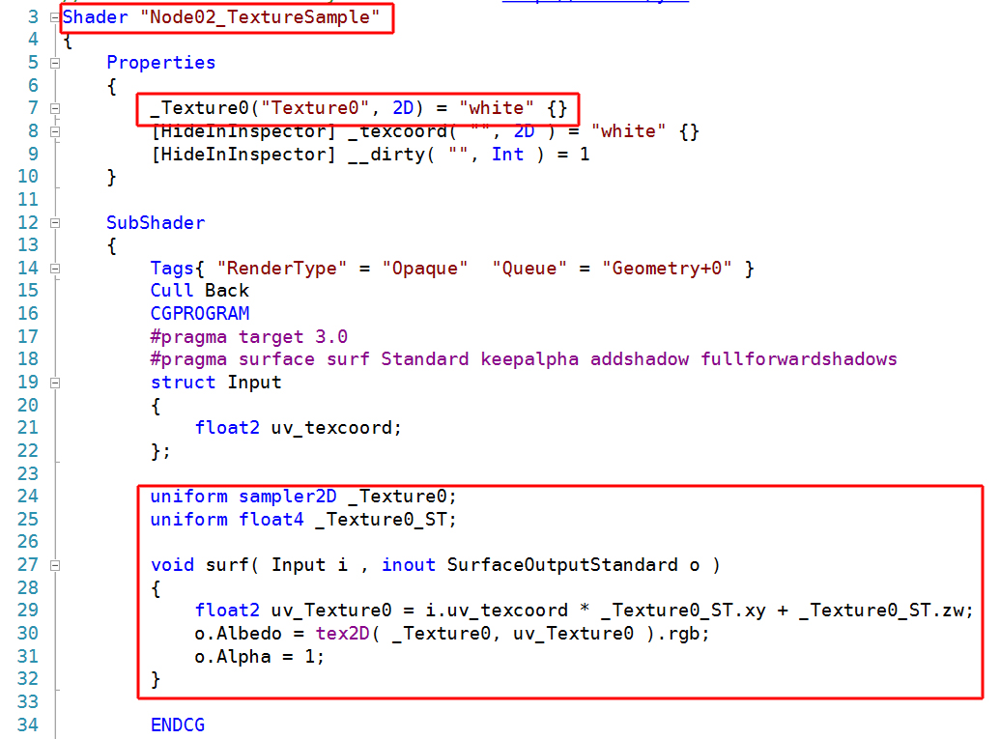 3 Shader "Node02_TextureSample"
4 {
5 Properties
6 {
7 _Texture0("Texture0", 2D) = "white" {}
8 [HideInInspector] _texcoord( "", 2D ) = "white" {}
9 [HideInInspector] __dirty( "", Int ) = 1
10 }
11
12 SubShader
13 {
14 Tags{ "RenderType" = "Opaque"  "Queue" = "Geometry+0" }
15 Cull Back
16 CGPROGRAM
17 #pragma target 3.0
18 #pragma surface surf Standard keepalpha addshadow fullforwardshadows
19 struct Input
20 {
21 float2 uv_texcoord;
22 };
23
24 uniform sampler2D _Texture0;
25 uniform float4 _Texture0_ST;
26
27 void surf( Input i , inout SurfaceOutputStandard o )
28 {
29 float2 uv_Texture0 = i.uv_texcoord * _Texture0_ST.xy + _Texture0_ST.zw;
30 o.Albedo = tex2D( _Texture0, uv_Texture0 ).rgb;
31 o.Alpha = 1;
32 }
33
34 ENDCG